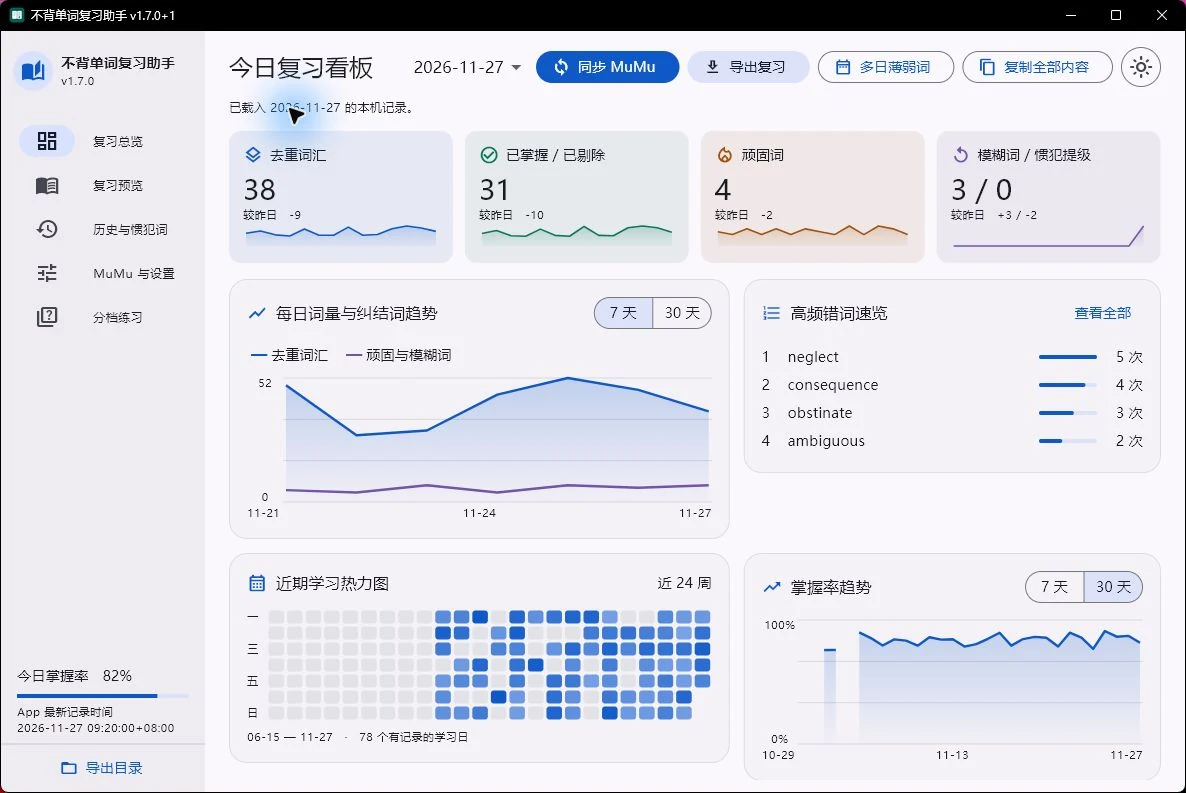 不背单词复习助手 v1.7.0+1
不背单词复习助手
v1.7.0
复习总览
复习预览
历史与惯犯词
MuMu 与设置
分档练习
今日掌握率 82%
App 最新记录时间
2026-11-27 09:20:00+08:00
导出目录
今日复习看板
2026-11-27
同步 MuMu
导出复习
多日薄弱词
复制全部内容
已载入 2026-11-27 的本机记录。
去重词汇
38
较昨日 -9
已掌握 / 已剔除
31
较昨日 -10
顽固词
4
较昨日 -2
模糊词 / 惯犯提级
3 / 0
较昨日 +3 / -2
每日词量与纠结词趋势
7 天
30 天
去重词汇
顽固与模糊词
52
0
11-21
11-24
11-27
高频错词速览
查看全部
1 neglect 5 次
2 consequence 4 次
3 obstinate 3 次
4 ambiguous 2 次
近期学习热力图
近 24 周
一
三
五
日
06-15 — 11-27 · 78 个有记录的学习日
掌握率趋势
7 天
30 天
100%
0%
10-29
11-13
11-27